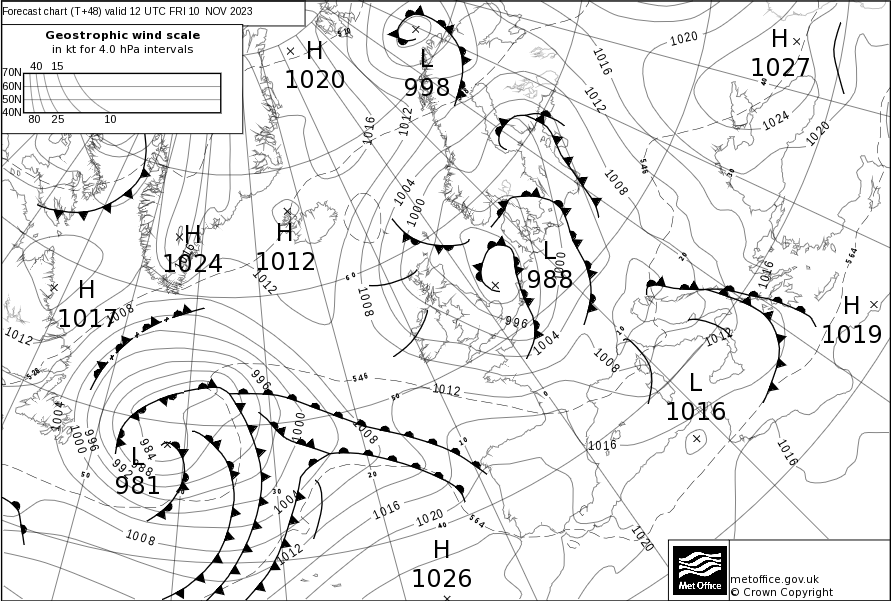 Forecast chart (T+48) valid 12 UTC FRI 10 NOV 2023
Geostrophic wind scale
in kt for 4.0 hPa intervals
40 15
70N
60N
50N
40N
80 25 10
H
1020
L
998
1020
H
1027
1016
1012
1024
1020
1016
1012
1008
546
1004
1000
H
1024
H
1012
1012
L
988
1000
1016
564
H
1017
1008
1008
996
1004
1012
H
1019
1012
528
546
1012
1008
L
1016
996
1004
1000
996
984
988
992
L
981
1000
1008
1016
1016
1004
1016
1020
564
1008
1012
1020
H
1026
Met Office
metoffice.gov.uk
© Crown Copyright